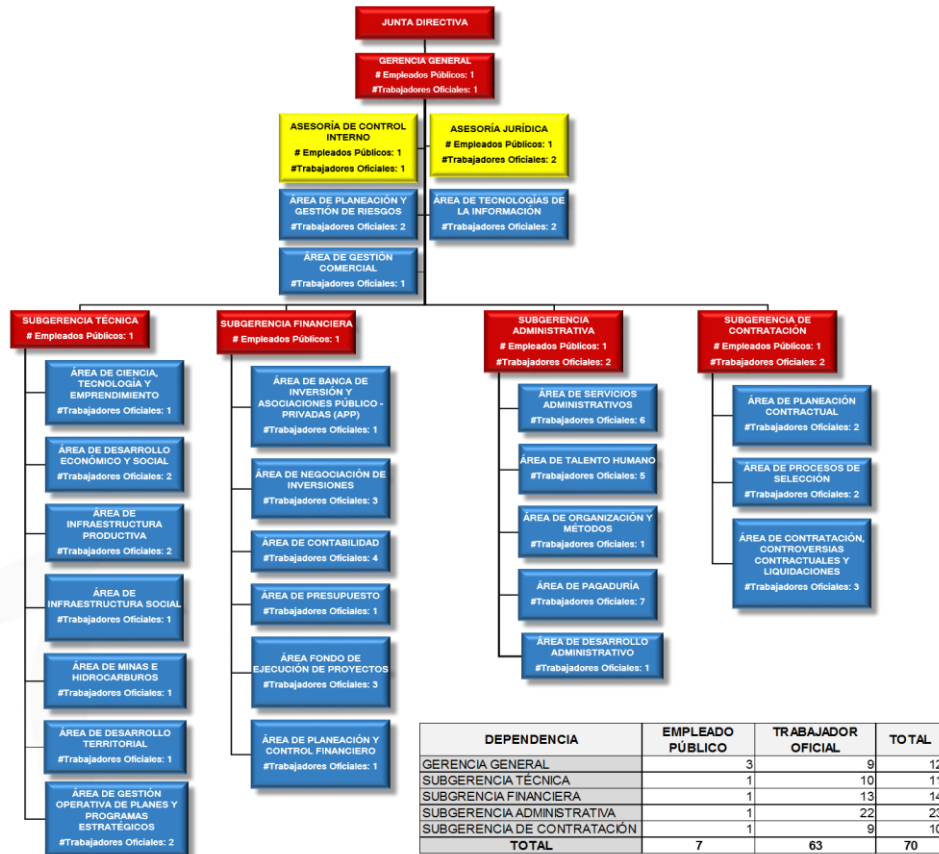 JUNTA DIRECTIVA
GERENCIA GENERAL
# Empleados Públicos: 1
#Trabajadores Oficiales: 1
ASESORÍA DE CONTROL
INTERNO
# Empleados Públicos: 1
#Trabajadores Oficiales: 1
ASESORÍA JURÍDICA
# Empleados Públicos: 1
#Trabajadores Oficiales: 2
ÁREA DE PLANEACIÓN Y
GESTIÓN DE RIESGOS
#Trabajadores Oficiales: 2
ÁREA DE TECNOLOGÍAS DE
LA INFORMACIÓN
#Trabajadores Oficiales: 2
ÁREA DE GESTIÓN
COMERCIAL
#Trabajadores Oficiales: 1
SUBGERENCIA TÉCNICA
# Empleados Públicos: 1
ÁREA DE CIENCIA,
TECNOLOGÍA Y
EMPRENDIMIENTO
#Trabajadores Oficiales: 1
ÁREA DE DESARROLLO
ECONÓMICO Y SOCIAL
#Trabajadores Oficiales: 2
ÁREA DE
INFRAESTRUCTURA
PRODUCTIVA
#Trabajadores Oficiales: 2
ÁREA DE
INFRAESTRUCTURA SOCIAL
#Trabajadores Oficiales: 1
ÁREA DE MINAS E
HIDROCARBUROS
#Trabajadores Oficiales: 1
ÁREA DE DESARROLLO
TERRITORIAL
#Trabajadores Oficiales: 1
ÁREA DE GESTIÓN
OPERATIVA DE PLANES Y
PROGRAMAS
ESTRATÉGICOS
#Trabajadores Oficiales: 2
SUBGERENCIA FINANCIERA
# Empleados Públicos: 1
ÁREA DE BANCA DE
INVERSIÓN Y
ASOCIACIONES PÚBLICO -
PRIVADAS (APP)
#Trabajadores Oficiales: 1
ÁREA DE NEGOCIACIÓN DE
INVERSIONES
#Trabajadores Oficiales: 3
ÁREA DE CONTABILIDAD
#Trabajadores Oficiales: 4
ÁREA DE PRESUPUESTO
#Trabajadores Oficiales: 1
ÁREA FONDO DE
EJECUCIÓN DE PROYECTOS
#Trabajadores Oficiales: 3
ÁREA DE PLANEACIÓN Y
CONTROL FINANCIERO
#Trabajadores Oficiales: 1
SUBGERENCIA
ADMINISTRATIVA
# Empleados Públicos: 1
#Trabajadores Oficiales: 2
ÁREA DE SERVICIOS
ADMINISTRATIVOS
#Trabajadores Oficiales: 6
ÁREA DE TALENTO HUMANO
#Trabajadores Oficiales: 5
ÁREA DE ORGANIZACIÓN Y
MÉTODOS
#Trabajadores Oficiales: 1
ÁREA DE PAGADURÍA
#Trabajadores Oficiales: 7
ÁREA DE DESARROLLO
ADMINISTRATIVO
#Trabajadores Oficiales: 1
SUBGERENCIA DE
CONTRATACIÓN
# Empleados Públicos: 1
#Trabajadores Oficiales: 2
ÁREA DE PLANEACIÓN
CONTRACTUAL
#Trabajadores Oficiales: 2
ÁREA DE PROCESOS DE
SELECCIÓN
#Trabajadores Oficiales: 2
ÁREA DE CONTRATACIÓN,
CONTROVERSIAS
CONTRACTUALES Y
LIQUIDACIONES
#Trabajadores Oficiales: 3
DEPENDENCIA EMPLEADO PÚBLICO TRABAJADOR OFICIAL TOTAL
GERENCIA GENERAL 3 9 12
SUBGERENCIA TÉCNICA 1 10 11
SUBGRENCIA FINANCIERA 1 13 14
SUBGERENCIA ADMINISTRATIVA 1 22 23
SUBGERENCIA DE CONTRATACIÓN 1 9 10
TOTAL 7 63 70